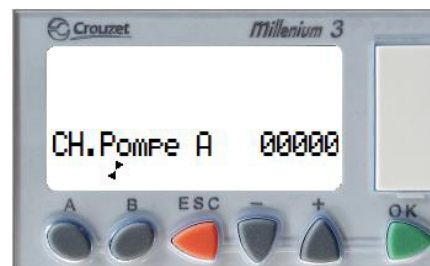 Crouzet Millenium 3
CH.Pompe A 00000
A B ESC - + OK